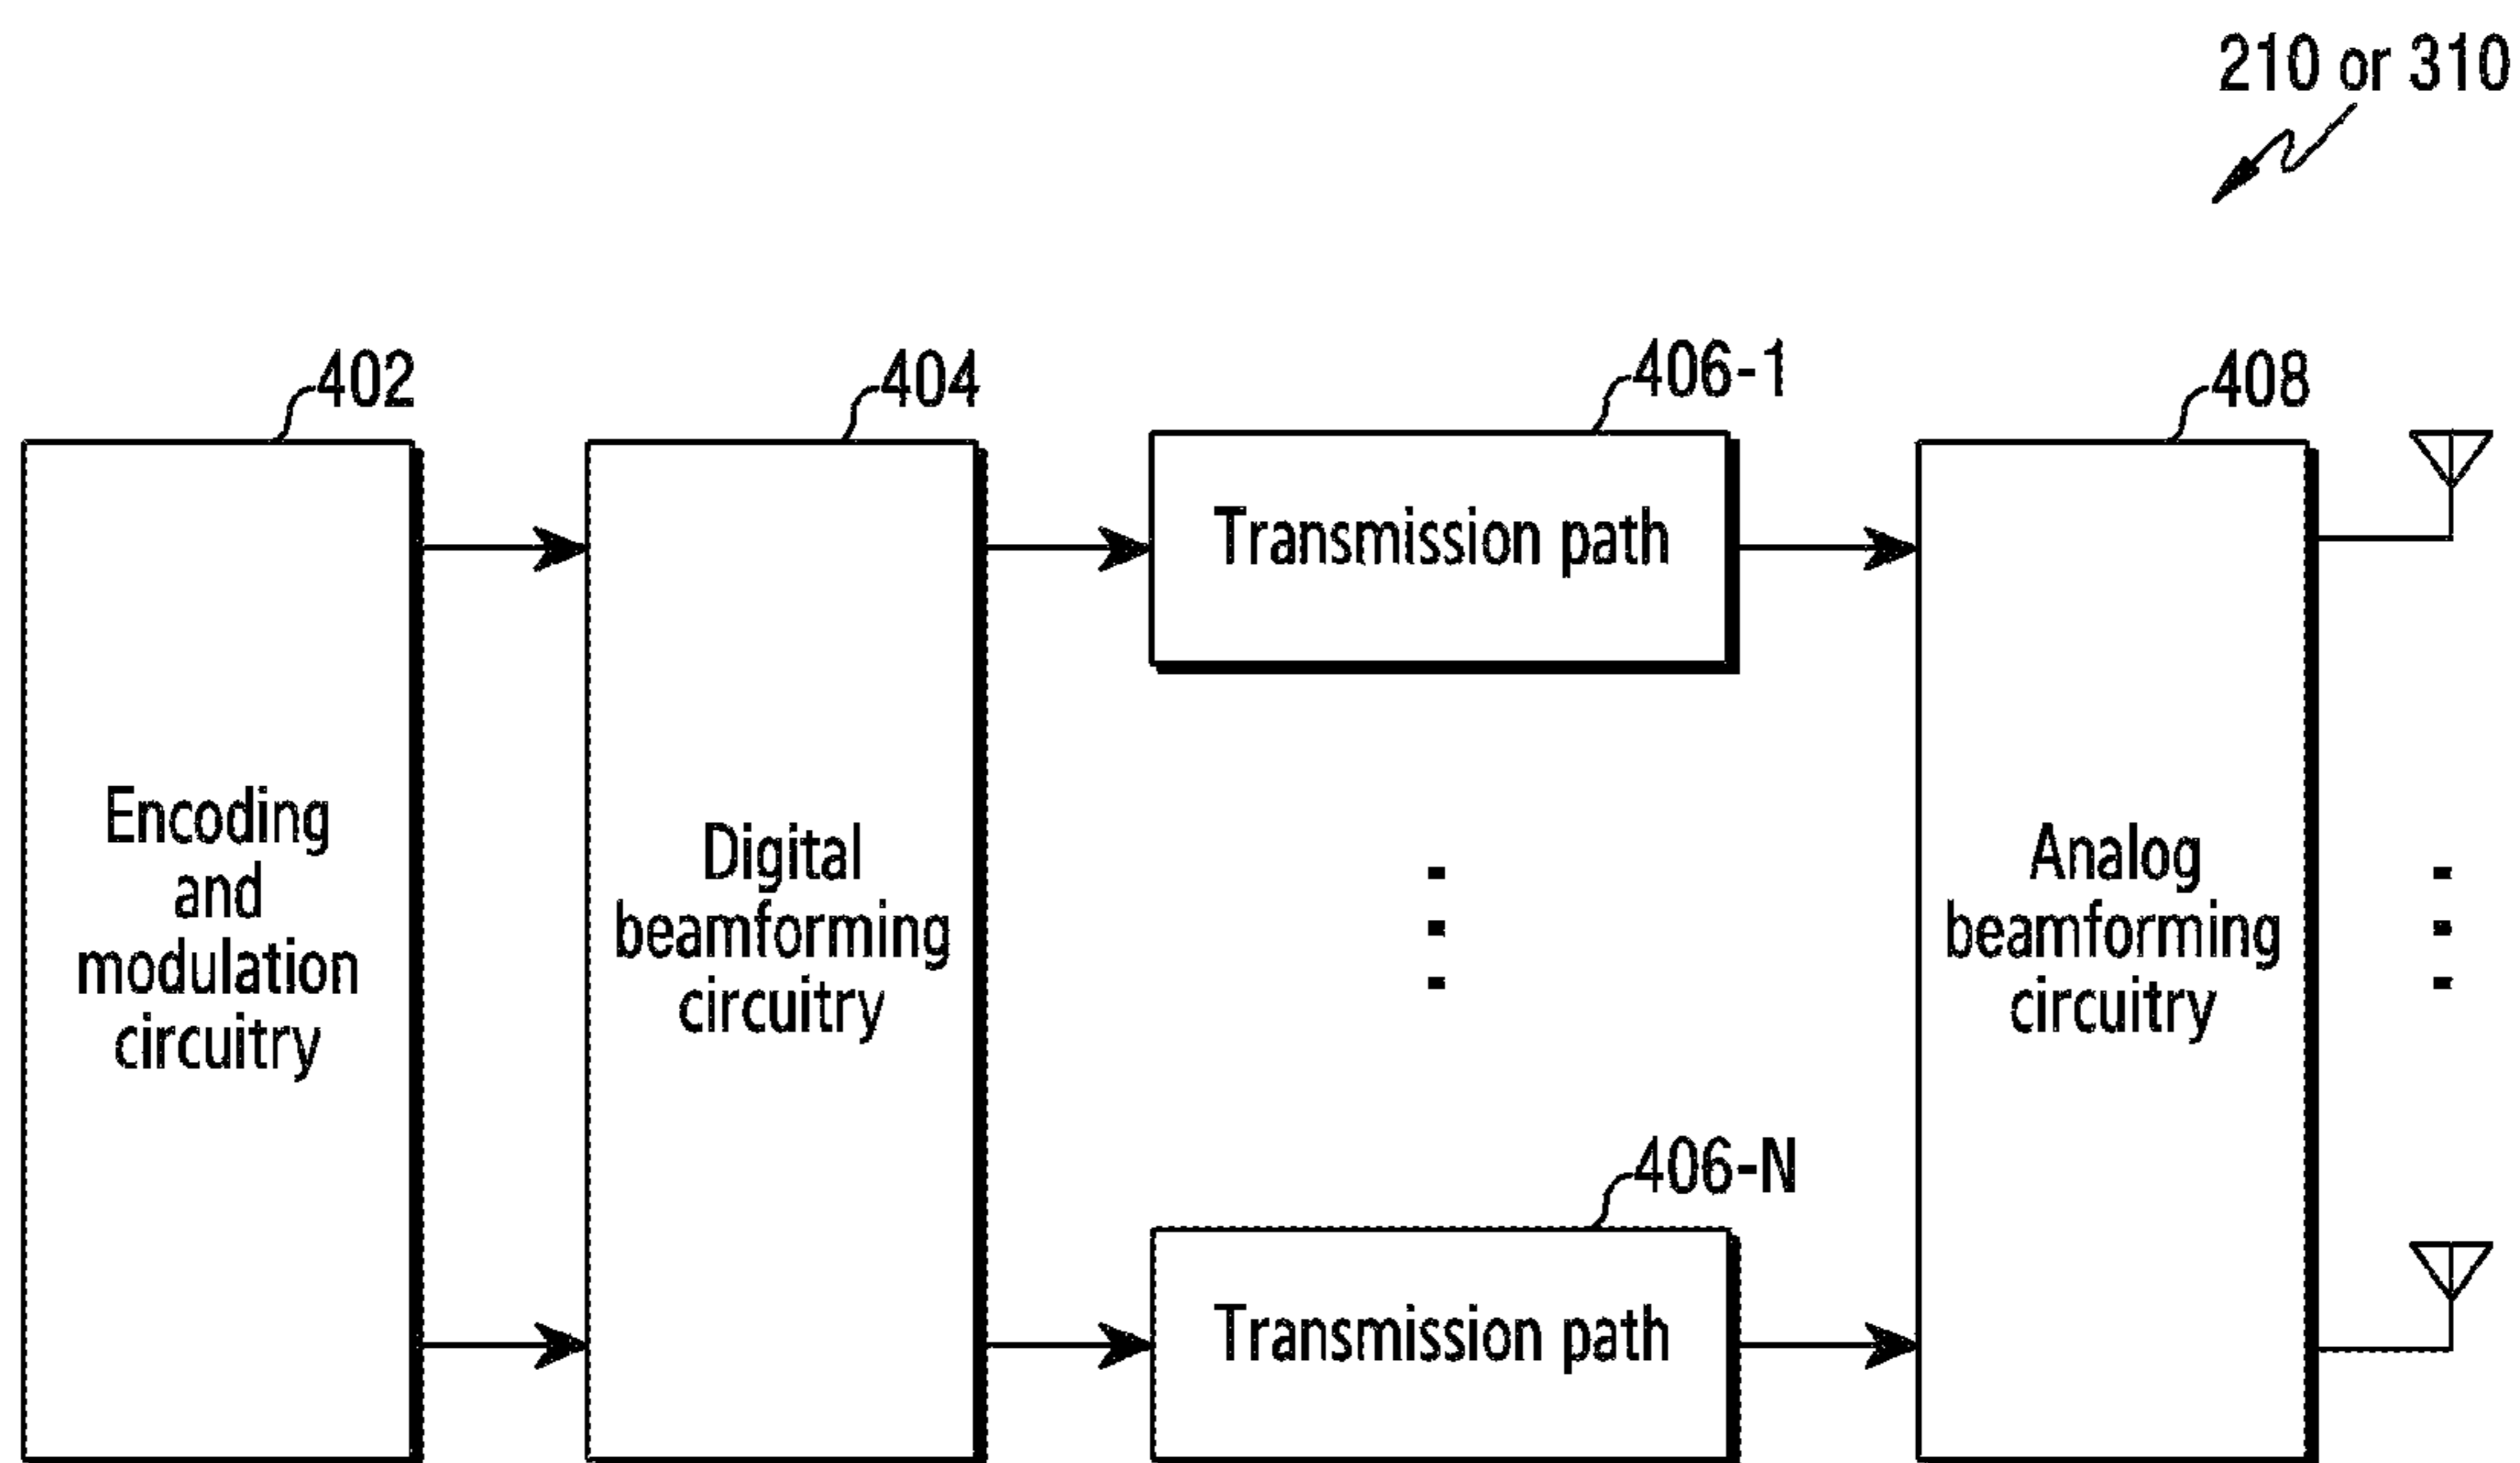 210 or 310
402
404
406-1
408
Transmission path
Encoding
and
modulation
circuitry
Digital
beamforming
circuitry
Analog
beamforming
circuitry
406-N
Transmission path